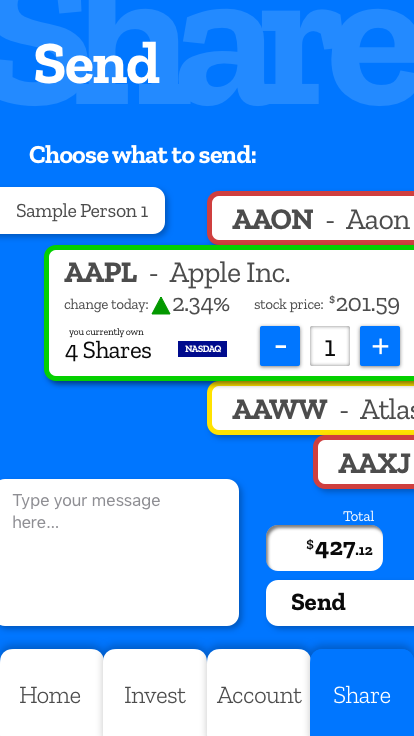 Share
Send
Choose what to send:
Sample Person 1
AAON - Aaon
AAPL - Apple Inc.
change today: 2.34% stock price: $201.59
you currently own
4 Shares NASDAQ - 1 +
AAWW - Atlas
AAXJ
Type your message
here...
Total
$427.12
Send
Home Invest Account Share